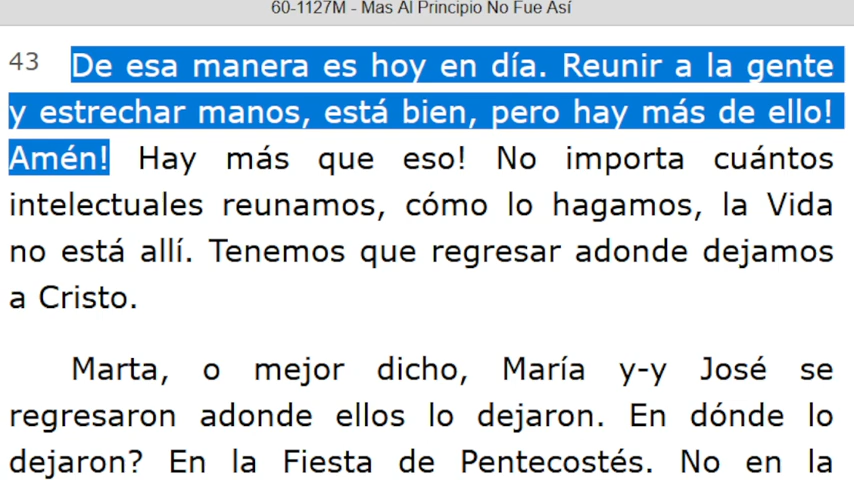 60-1127M - Mas Al Principio No Fue Así
43 De esa manera es hoy en día. Reunir a la gente
y estrechar manos, está bien, pero hay más de ello!
Amén! Hay más que eso! No importa cuántos
intelectuales reunamos, cómo lo hagamos, la Vida
no está allí. Tenemos que regresar adonde dejamos
a Cristo.
Marta, o mejor dicho, María y-y José se
regresaron adonde ellos lo dejaron. En dónde lo
dejaron? En la Fiesta de Pentecostés. No en la